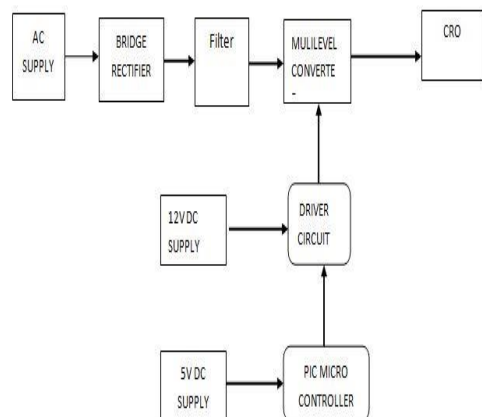 AC
SUPPLY
BRIDGE
RECTIFIER
Filter
MULILEVEL
CONVERTE
-
CRO
12V DC
SUPPLY
DRIVER
CIRCUIT
5V DC
SUPPLY
PIC MICRO
CONTROLLER